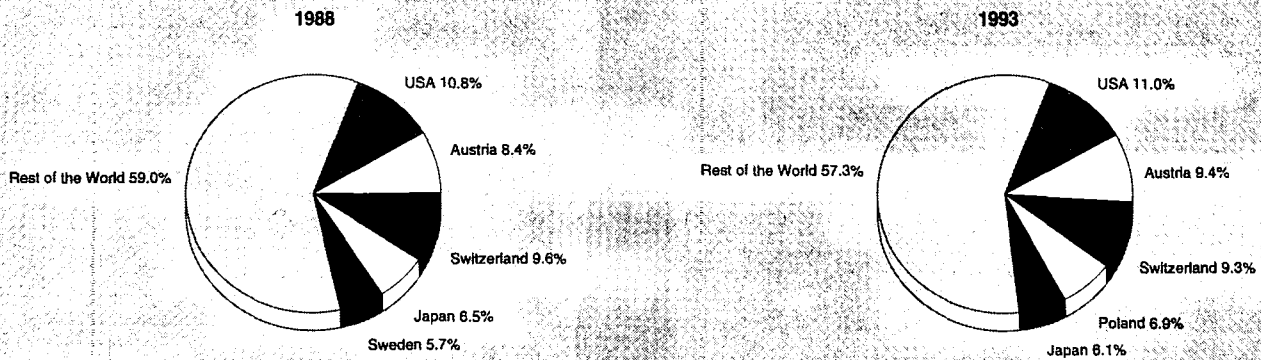 1988
USA 10.8%
Austria 8.4%
Rest of the World 59.0%
Switzerland 9.6%
Japan 6.5%
Sweden 5.7%
1993
USA 11.0%
Austria 9.4%
Rest of the World 57.3%
Switzerland 9.3%
Poland 6.9%
Japan 6.1%